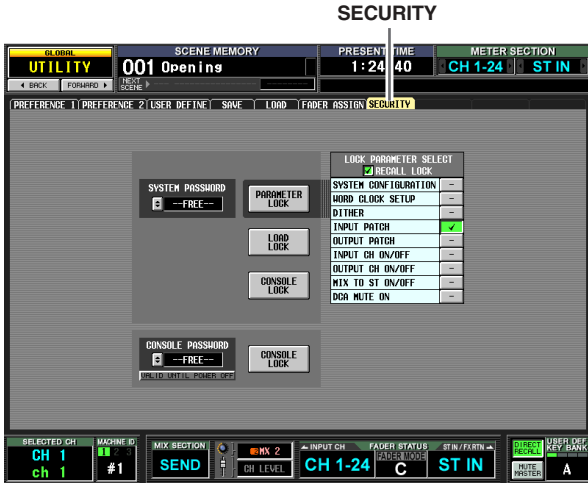 SECURITY
GLOBAL
UTILITY
BACK
FORWARD
SCENE MEMORY
001 Opening
NEXT SCENE
PRESENT TIME
1:24:40
METER SECTION
CH 1-24
ST IN
PREFERENCE 1 PREFERENCE 2 USER DEFINE SAVE LOAD FADER ASSIGN SECURITY
SYSTEM PASSWORD
--FREE--
PARAMETER LOCK
LOAD LOCK
CONSOLE LOCK
LOCK PARAMETER SELECT
RECALL LOCK
SYSTEM CONFIGURATION –
WORD CLOCK SETUP –
DITHER –
INPUT PATCH ✓
OUTPUT PATCH –
INPUT CH ON/OFF –
OUTPUT CH ON/OFF –
MIX TO ST ON/OFF –
DCA MUTE ON –
CONSOLE PASSWORD
--FREE--
VALID UNTIL POWER OFF
CONSOLE LOCK
SELECTED CH
CH 1
ch 1
MACHINE ID
1 2 3
#1
MIX SECTION
SEND
MX 2
CH LEVEL
INPUT CH
FADER STATUS
ST IN / FX RTN
CH 1-24
FADER MODE
C
ST IN
DIRECT RECALL
MUTE MASTER
USER DEF KEY BANK
A